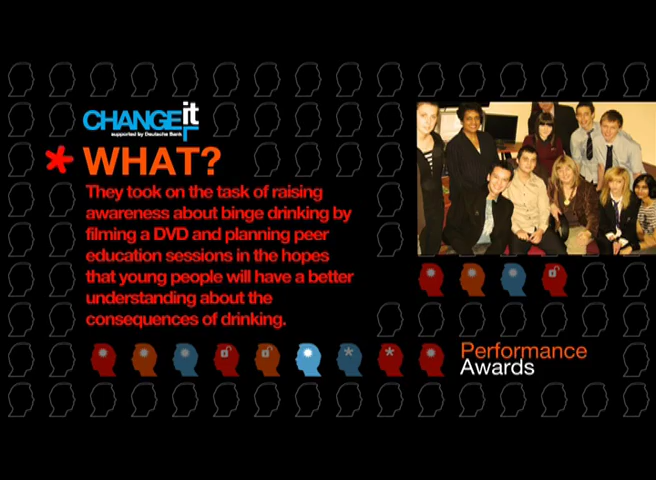 CHANGEit
supported by Deutsche Bank
* WHAT?
They took on the task of raising
awareness about binge drinking by
filming a DVD and planning peer
education sessions in the hopes
that young people will have a better
understanding about the
consequences of drinking.
Performance
Awards